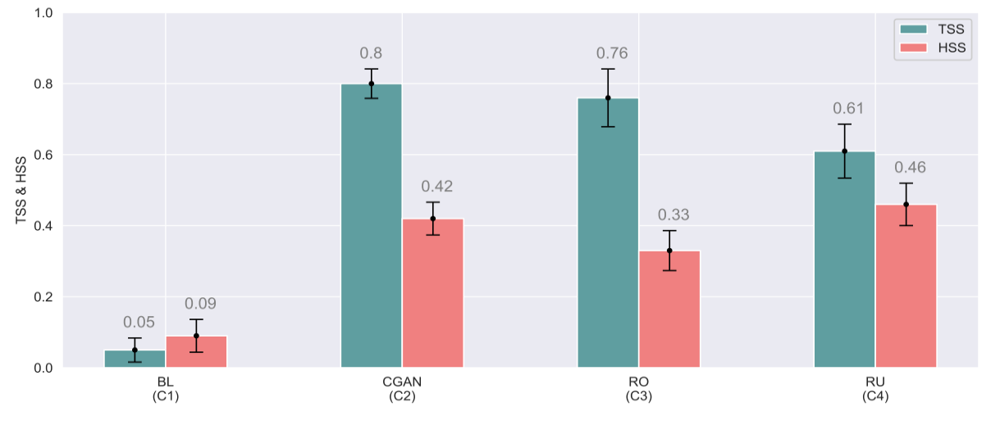 1.0
0.8
0.6
0.4
0.2
0.0
TSS & HSS
TSS
HSS
0.05
0.09
0.8
0.42
0.76
0.33
0.61
0.46
BL
(C1)
CGAN
(C2)
RO
(C3)
RU
(C4)